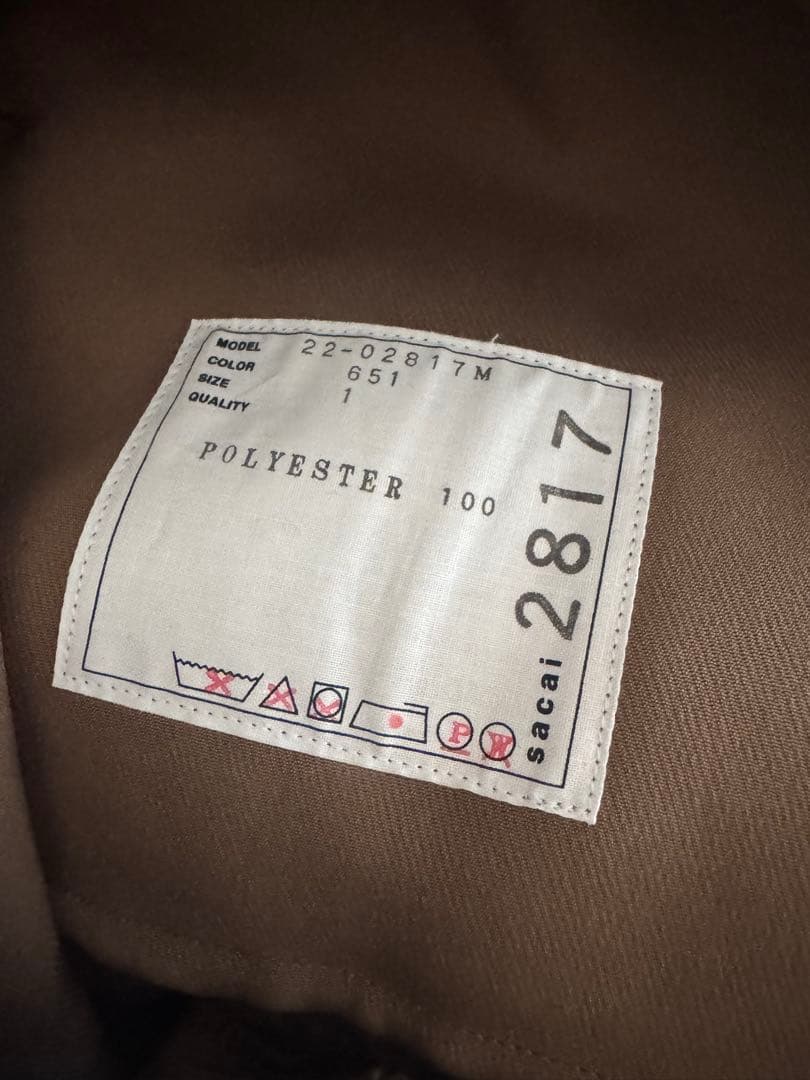 MODEL 22-02817M
COLOR 651
SIZE 1
QUALITY
POLYESTER 100
sacai 2817
P W